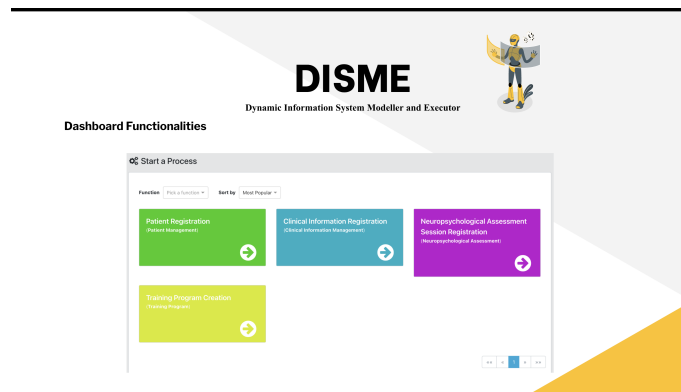 DISME
Dynamic Information System Modeller and Executor
Dashboard Functionalities
Start a Process
Function Pick a function Sort by Most Popular
Patient Registration
(Patient Management)
Clinical Information Registration
(Clinical Information Management)
Neuropsychological Assessment
Session Registration
(Neuropsychological Assessment)
Training Program Creation
(Training Program)
«« « 1 » »»